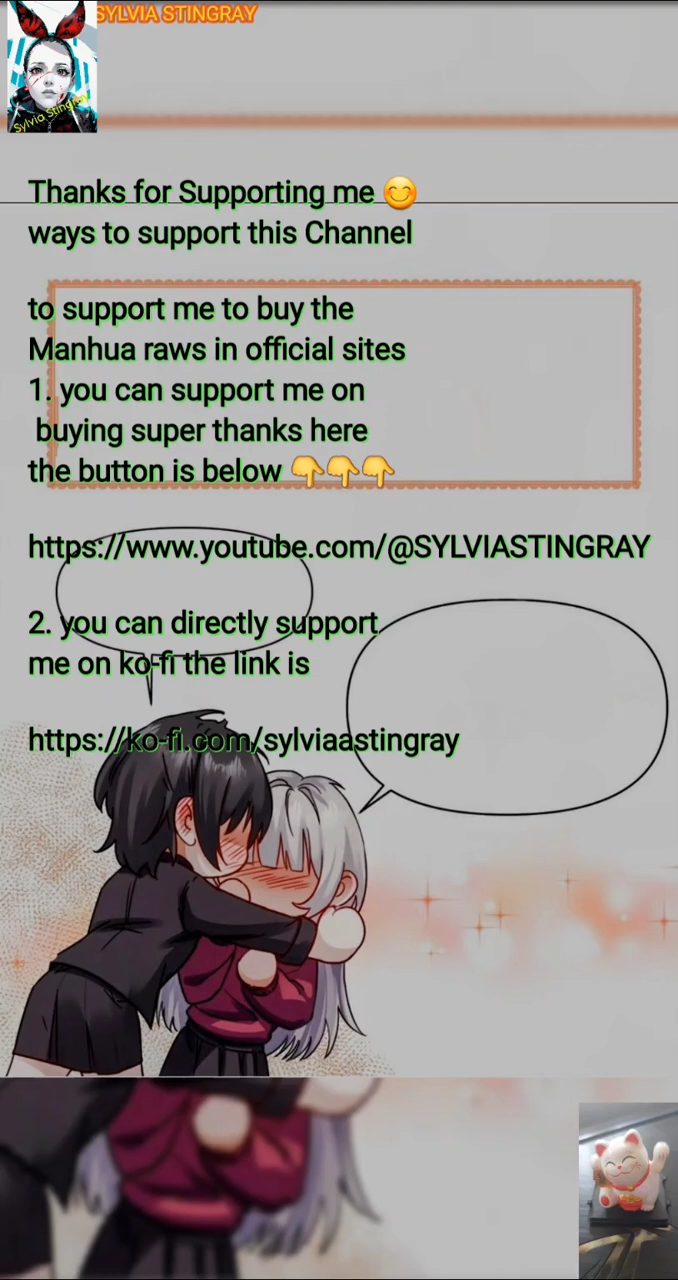 SYLVIA STINGRAY
Sylvia Stingray
Thanks for Supporting me 😊
ways to support this Channel
to support me to buy the
Manhua raws in official sites
1. you can support me on
buying super thanks here
the button is below 👇👇👇
https://www.youtube.com/@SYLVIASTINGRAY
2. you can directly support
me on ko-fi the link is
https://ko-fi.com/sylviaastingray